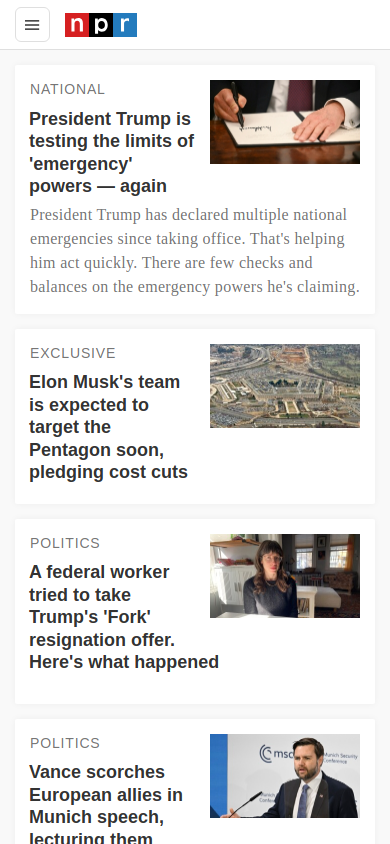 npr
NATIONAL
President Trump is
testing the limits of
'emergency'
powers — again
President Trump has declared multiple national
emergencies since taking office. That's helping
him act quickly. There are few checks and
balances on the emergency powers he's claiming.
EXCLUSIVE
Elon Musk's team
is expected to
target the
Pentagon soon,
pledging cost cuts
POLITICS
A federal worker
tried to take
Trump's 'Fork'
resignation offer.
Here's what happened
POLITICS
Vance scorches
European allies in
Munich speech,
lecturing them
Munich Security
Conference